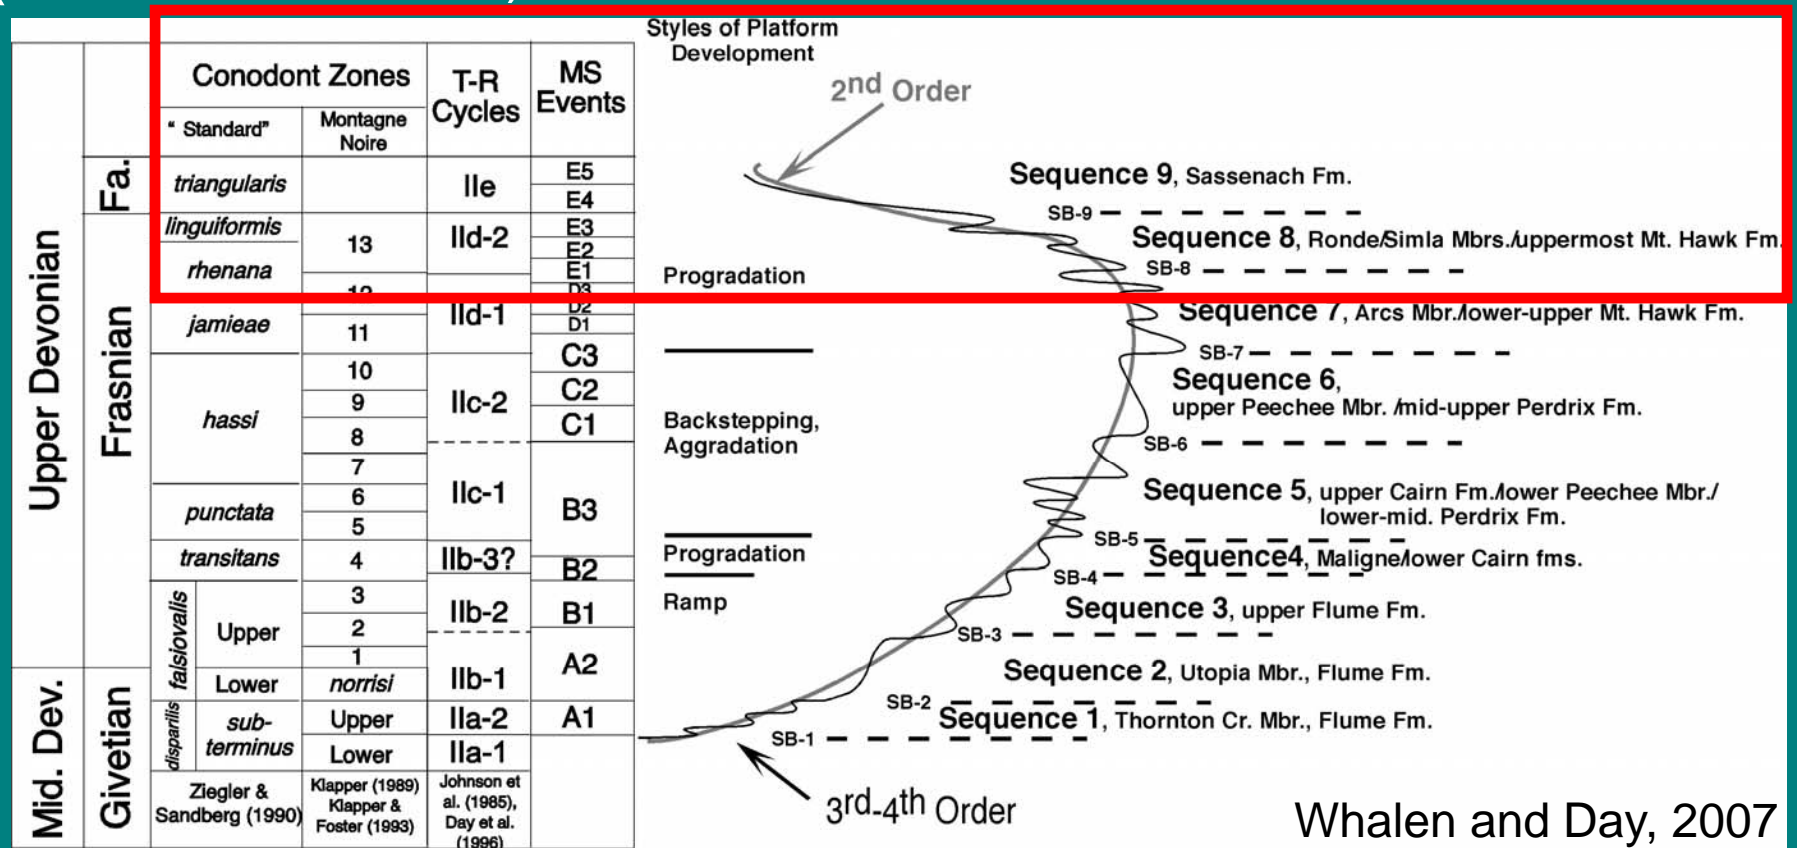 Styles of Platform
Development
Conodont Zones
T-R
Cycles
MS
Events
" Standard"
Montagne
Noire
2nd Order
Upper Devonian
Mid. Dev.
Fa.
Frasnian
Givetian
triangularis
linguiformis
rhenana
jamieae
hassi
punctata
transitans
falsiovalis
Upper
Lower
disparilis
sub-
terminus
Ziegler &
Sandberg (1990)
13
12
11
10
9
8
7
6
5
4
3
2
1
norrisi
Upper
Lower
Klapper (1989)
Klapper &
Foster (1993)
IIe
IId-2
IId-1
IIc-2
IIc-1
IIb-3?
IIb-2
IIb-1
IIa-2
IIa-1
Johnson et
al. (1985),
Day et al.
(1996)
E5
E4
E3
E2
E1
D3
D2
D1
C3
C2
C1
B3
B2
B1
A2
A1
Progradation
Backstepping,
Aggradation
Progradation
Ramp
Sequence 9, Sassenach Fm.
SB-9
Sequence 8, Ronde/Simla Mbrs./uppermost Mt. Hawk Fm.
SB-8
Sequence 7, Arcs Mbr./lower-upper Mt. Hawk Fm.
SB-7
Sequence 6,
upper Peechee Mbr. /mid-upper Perdrix Fm.
SB-6
Sequence 5, upper Cairn Fm./lower Peechee Mbr./
lower-mid. Perdrix Fm.
SB-5
Sequence4, Maligne/lower Cairn fms.
SB-4
Sequence 3, upper Flume Fm.
SB-3
Sequence 2, Utopia Mbr., Flume Fm.
SB-2
Sequence 1, Thornton Cr. Mbr., Flume Fm.
SB-1
3rd-4th Order
Whalen and Day, 2007